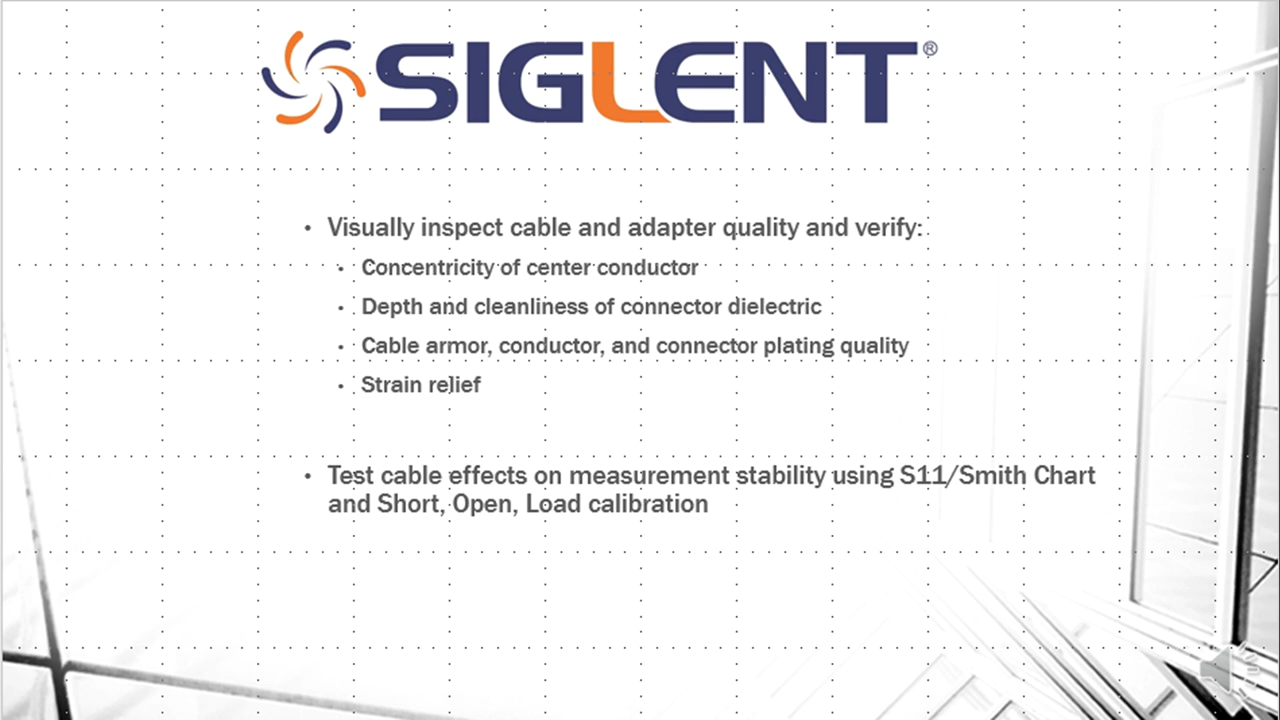 SIGLENT®
• Visually inspect cable and adapter quality and verify:
• Concentricity of center conductor
• Depth and cleanliness of connector dielectric
• Cable armor, conductor, and connector plating quality
• Strain relief
• Test cable effects on measurement stability using S11/Smith Chart
and Short, Open, Load calibration